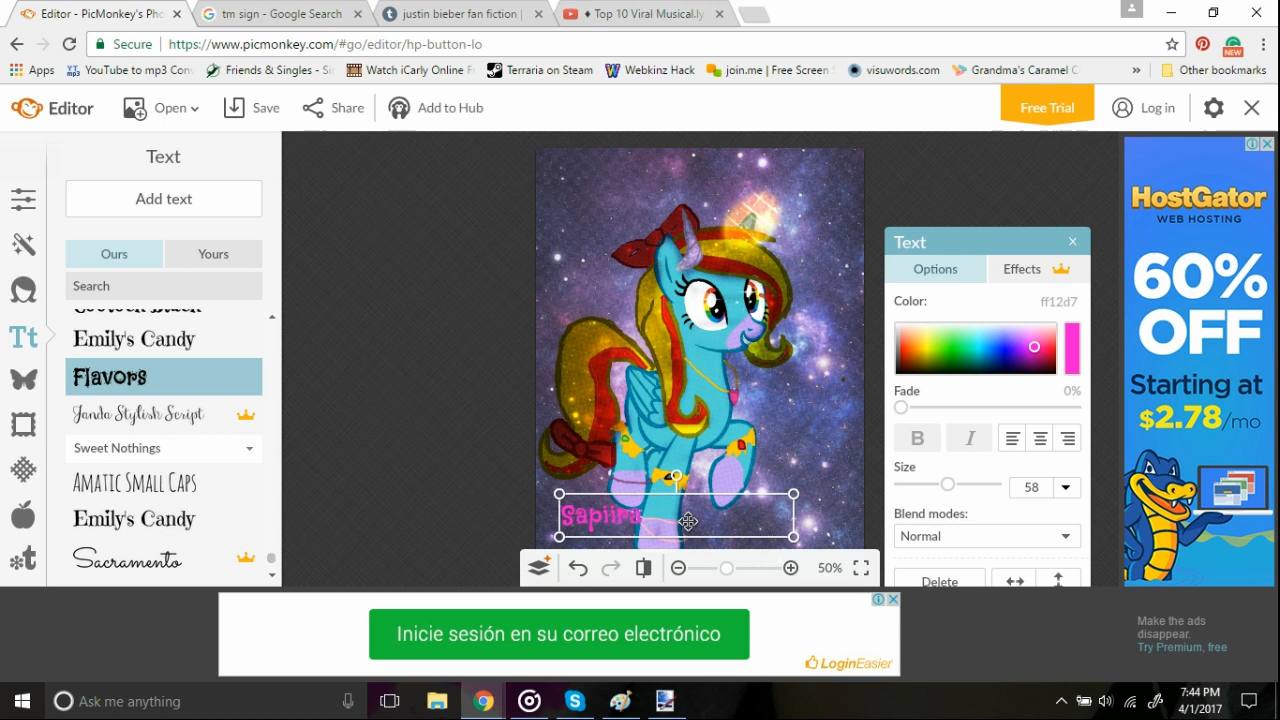 Editor - PicMonkey's Pho
tm sign - Google Search
justin bieber fan fiction |
♦ Top 10 Viral Musical.ly
Secure
https://www.picmonkey.com/#go/editor/hp-button-lo
NEW
Apps
YouTube to mp3 Con
Friends & Singles - Si
Watch iCarly Online F
Terraria on Steam
Webkinz Hack
join.me | Free Screen
visuwords.com
Grandma's Caramel C
»
Other bookmarks
Editor
Open
Save
Share
Add to Hub
Free Trial
Log in
Text
Add text
Ours
Yours
Search
Emily's Candy
Flavors
Janda Stylish Script
Sweet Nothings
Amatic Small Caps
Emily's Candy
Sacramento
Tt
Sapiira
50%
Text
Options
Effects
Color:
ff12d7
Fade
0%
B
I
Size
58
Blend modes:
Normal
Delete
HostGator
WEB HOSTING
60%
OFF
Starting at
$2.78/mo
Inicie sesión en su correo electrónico
LoginEasier
Make the ads
disappear.
Try Premium, free
Ask me anything
7:44 PM
4/1/2017